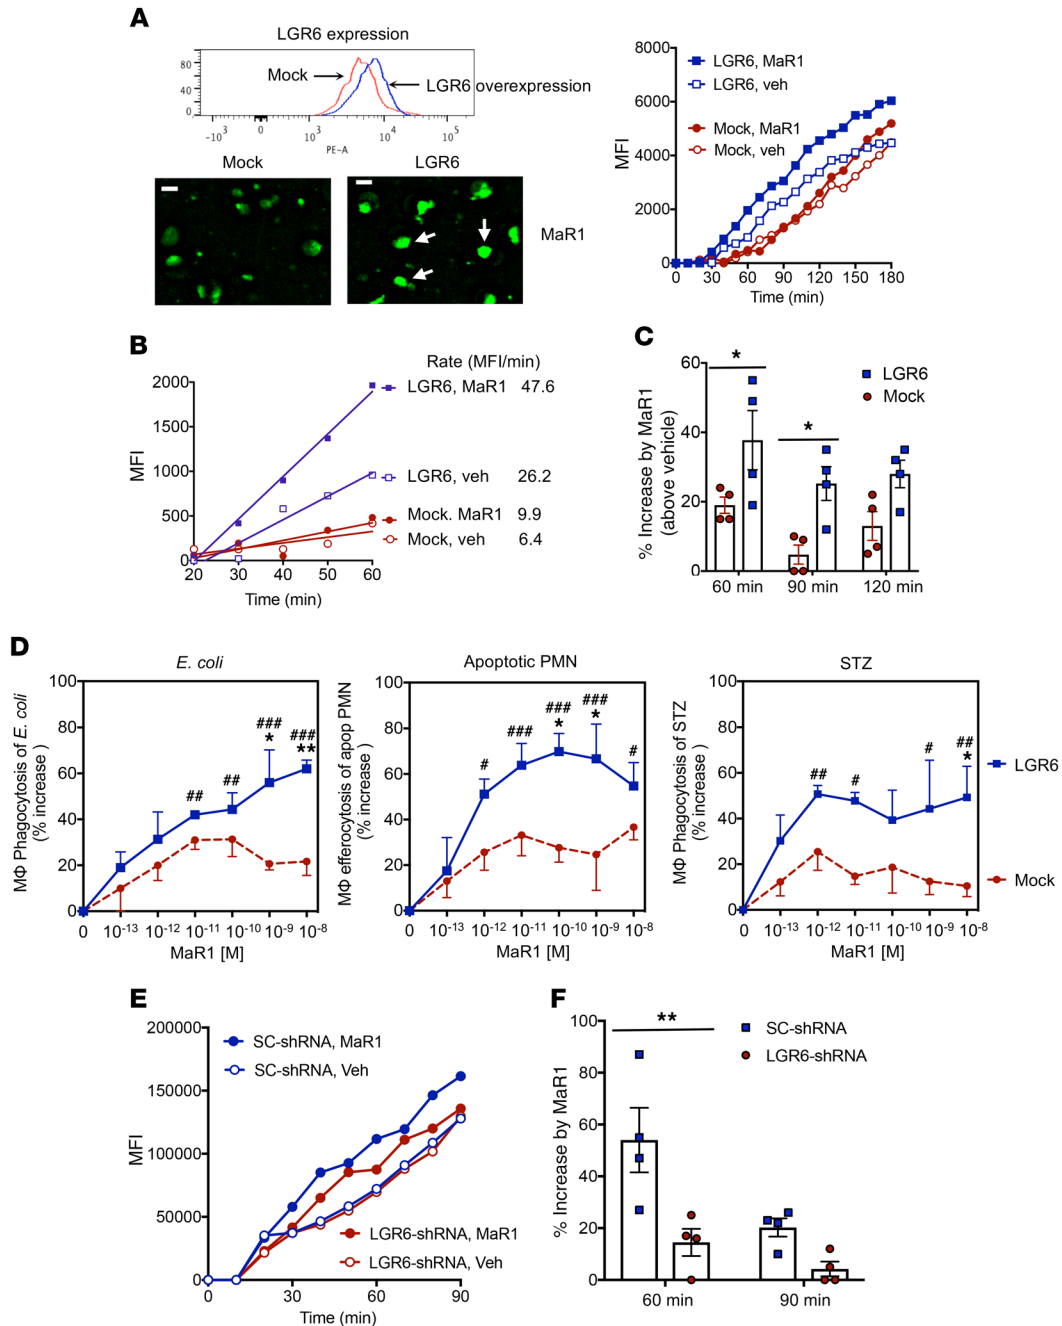 A
LGR6 expression
80
40
0
Mock
LGR6 overexpression
-10³ 0 10³ 10⁴ 10⁵
PE-A
Mock LGR6
MaR1
8000
6000
4000
2000
0
MFI
LGR6, MaR1
LGR6, veh
Mock, MaR1
Mock, veh
0 30 60 90 120 150 180
Time (min)
B
Rate (MFI/min)
2000
1500
1000
500
0
MFI
LGR6, MaR1 47.6
LGR6, veh 26.2
Mock. MaR1 9.9
Mock, veh 6.4
20 30 40 50 60
Time (min)
C
60
40
20
0
% Increase by MaR1
(above vehicle)
* *
LGR6
Mock
60 min 90 min 120 min
D
E. coli
100
80
60
40
20
0
MΦ Phagocytosis of E. coli
(% increase )
## ## ### * ### **
0 10⁻¹³ 10⁻¹² 10⁻¹¹ 10⁻¹⁰ 10⁻⁹ 10⁻⁸
MaR1 [M]
Apoptotic PMN
100
80
60
40
20
0
MΦ efferocytosis of apop PMN
(% increase )
# ### ### * ### * #
0 10⁻¹³ 10⁻¹² 10⁻¹¹ 10⁻¹⁰ 10⁻⁹ 10⁻⁸
MaR1 [M]
STZ
100
80
60
40
20
0
MΦ Phagocytosis of STZ
(% increase )
## # # ## *
0 10⁻¹³ 10⁻¹² 10⁻¹¹ 10⁻¹⁰ 10⁻⁹ 10⁻⁸
MaR1 [M]
LGR6
Mock
E
200000
150000
100000
50000
0
MFI
SC-shRNA, MaR1
SC-shRNA, Veh
LGR6-shRNA, MaR1
LGR6-shRNA, Veh
0 30 60 90
Time (min)
F
100
80
60
40
20
0
% Increase by MaR1
**
SC-shRNA
LGR6-shRNA
60 min 90 min